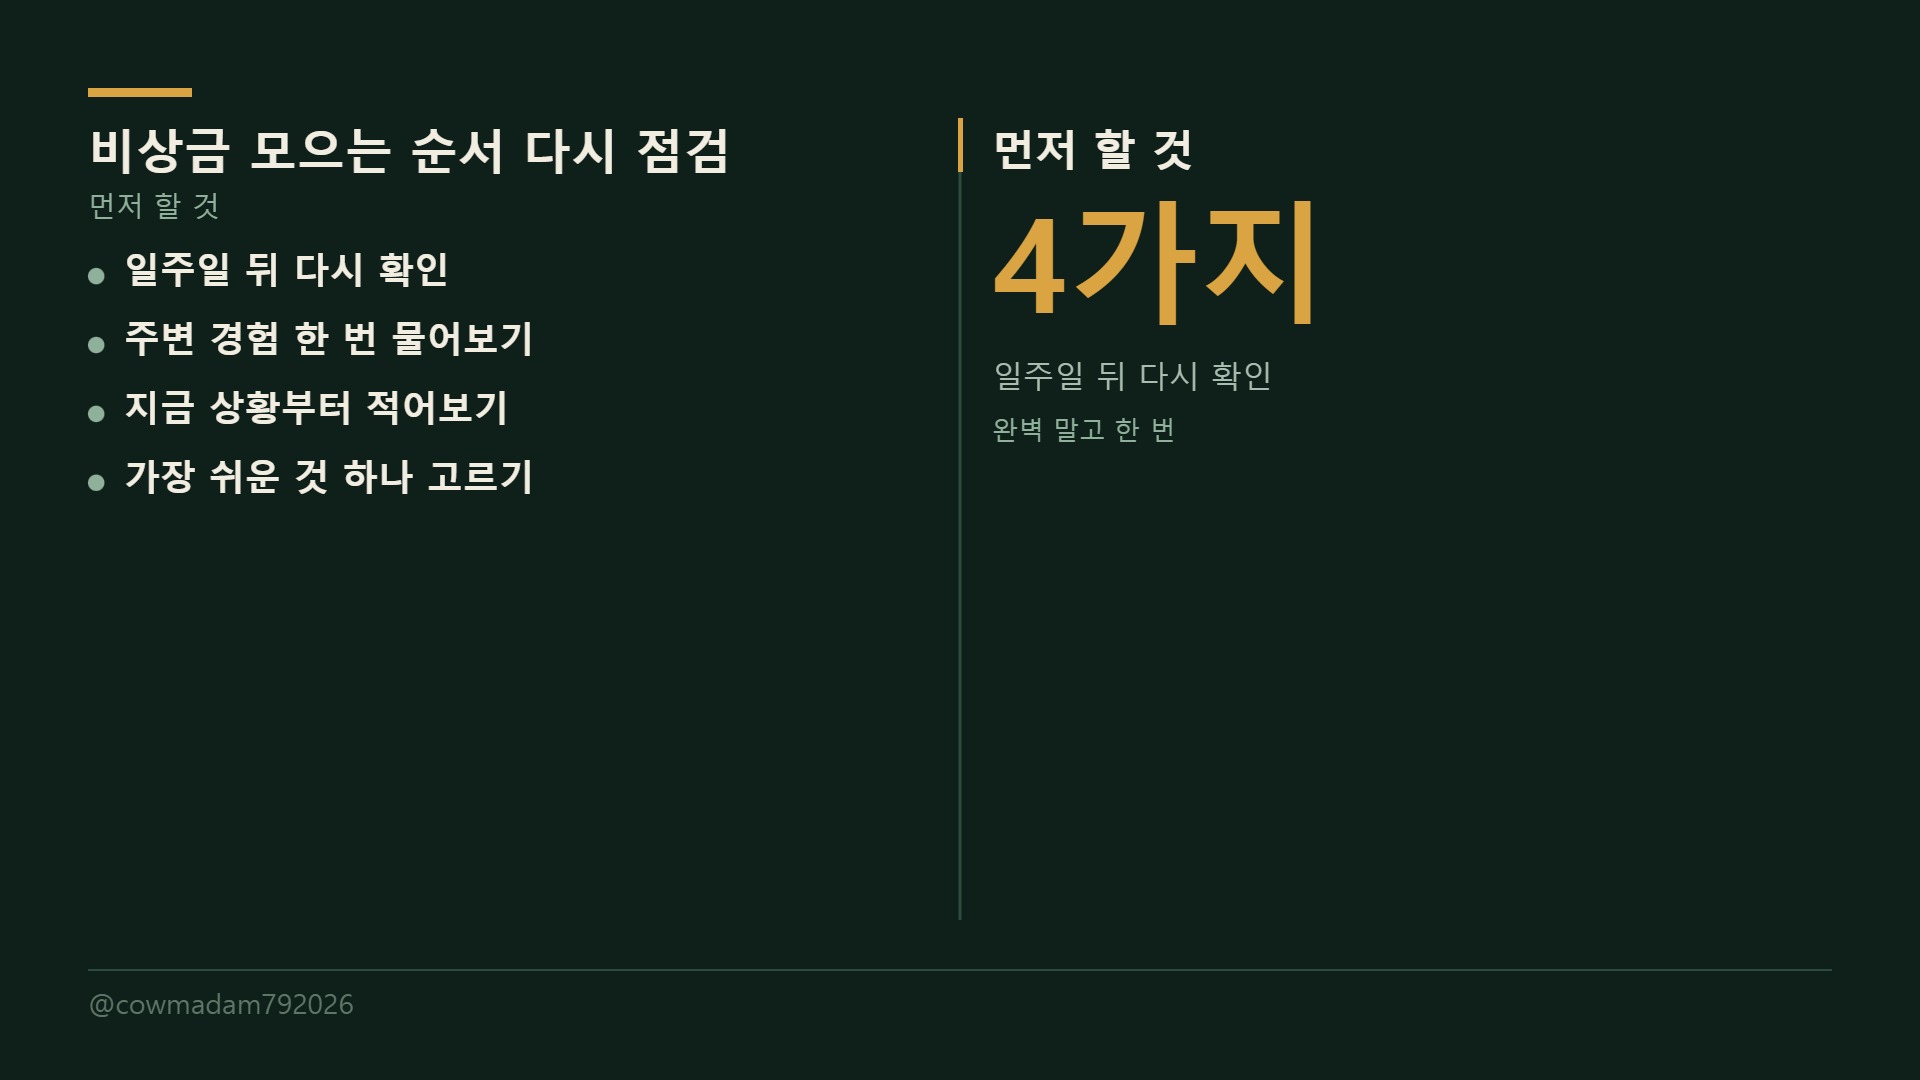 비상금 모으는 순서 다시 점검
먼저 할 것
일주일 뒤 다시 확인
주변 경험 한 번 물어보기
지금 상황부터 적어보기
가장 쉬운 것 하나 고르기
먼저 할 것
4가지
일주일 뒤 다시 확인
완벽 말고 한 번
@cowmadam792026